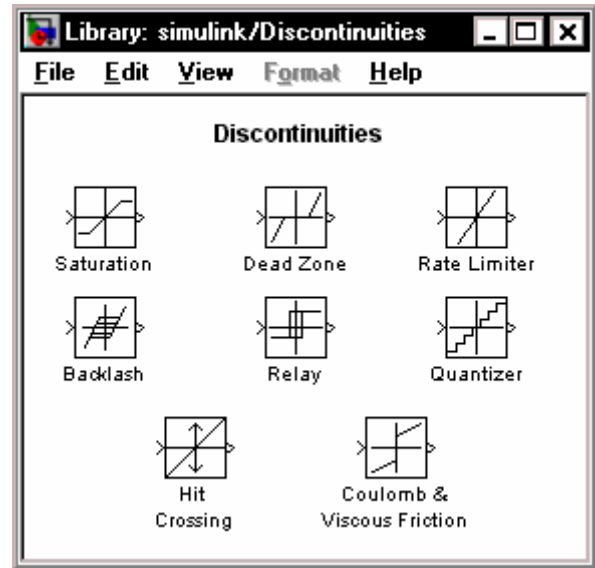 Library: simulink/Discontinuities
File Edit View Format Help
Discontinuities
Saturation
Dead Zone
Rate Limiter
Backlash
Relay
Quantizer
Hit
Crossing
Coulomb &
Viscous Friction